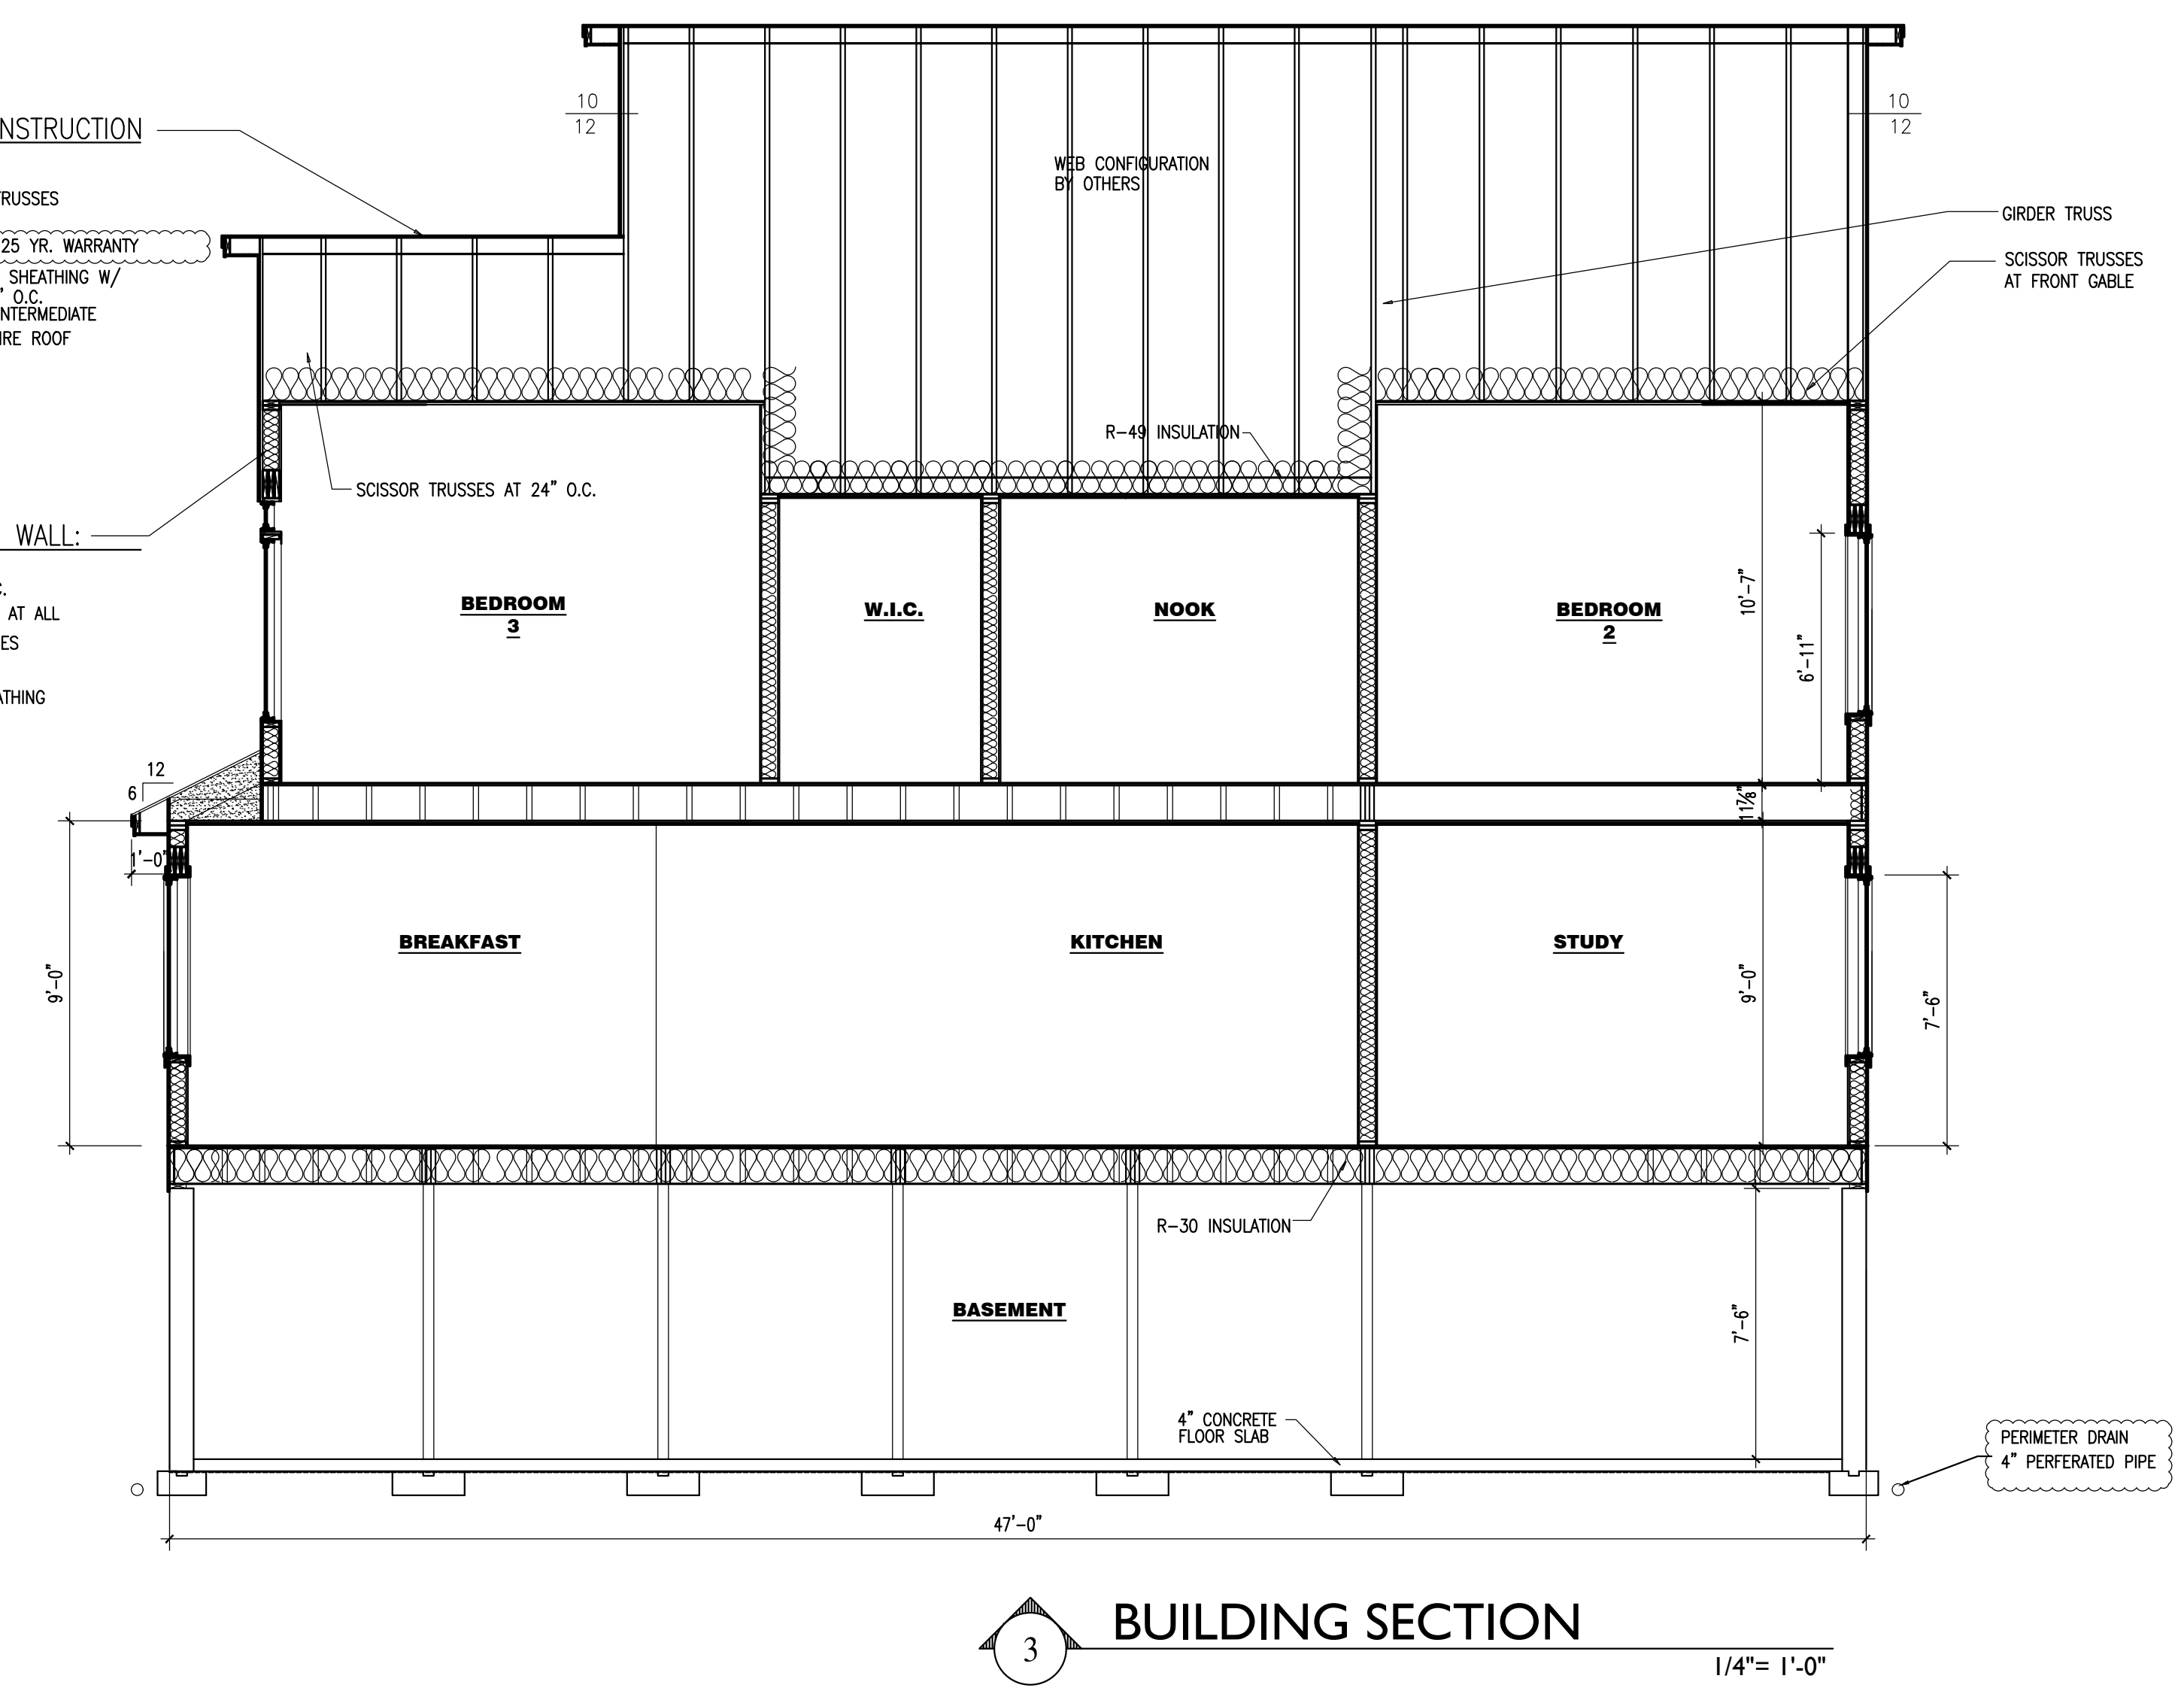 10
12
10
12
NSTRUCTION
WEB CONFIGURATION
BY OTHERS
TRUSSES
GIRDER TRUSS
25 YR. WARRANTY
SCISSOR TRUSSES
AT FRONT GABLE
SHEATHING W/
' O.C.
NTERMEDIATE
IRE ROOF
R-49 INSULATION
SCISSOR TRUSSES AT 24" O.C.
WALL:
C.
AT ALL
ES
ATHING
BEDROOM
3
W.I.C.
NOOK
BEDROOM
2
10'-7"
6'-11"
12
6
11⅞"
1'-0"
BREAKFAST
KITCHEN
STUDY
9'-0"
9'-0"
7'-6"
R-30 INSULATION
BASEMENT
7'-6"
4" CONCRETE
FLOOR SLAB
PERIMETER DRAIN
4" PERFERATED PIPE
47'-0"
3
BUILDING SECTION
1/4"= 1'-0"